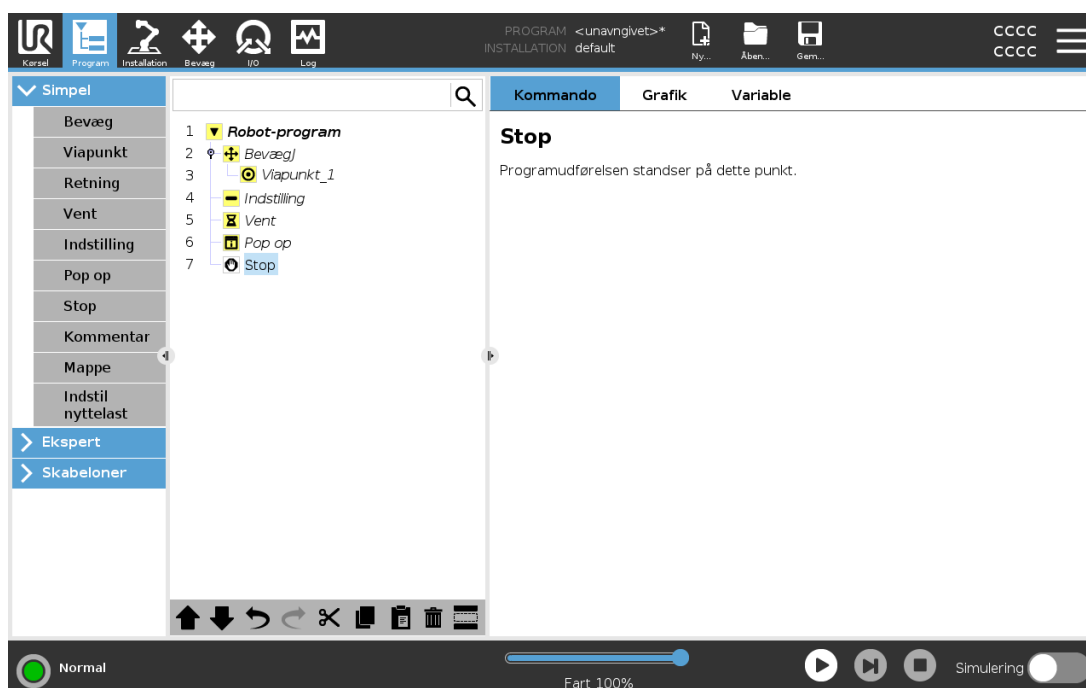 UR
Kørsel
Program
Installation
Bevæg
I/O
Log
PROGRAM <unavngivet>*
INSTALLATION default
Ny...
Åben...
Gem...
CCCC
CCCC
Simpel
Bevæg
Viapunkt
Retning
Vent
Indstilling
Pop op
Stop
Kommentar
Mappe
Indstil
nyttelast
Ekspert
Skabeloner
1 Robot-program
2 BevægJ
3 Viapunkt_1
4 Indstilling
5 Vent
6 Pop op
7 Stop
Kommando Grafik Variable
Stop
Programudførelsen standser på dette punkt.
Normal
Fart 100%
Simulering